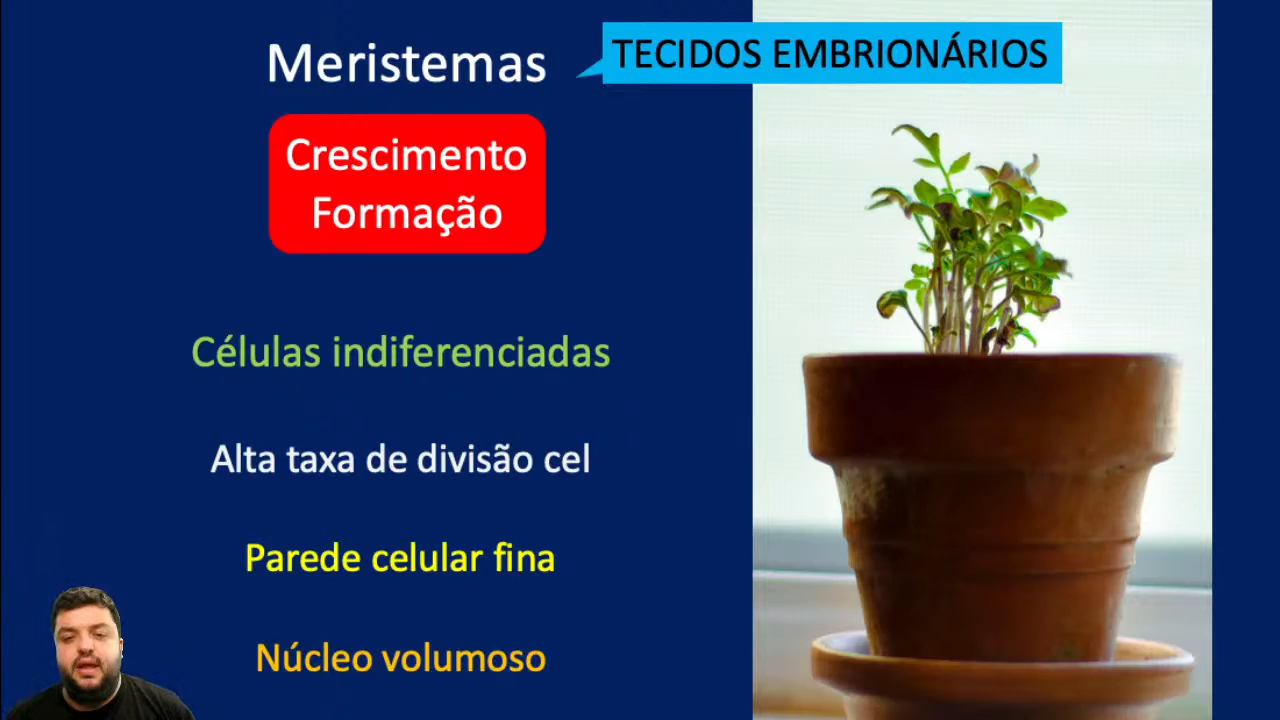 Meristemas
TECIDOS EMBRIONÁRIOS
Crescimento
Formação
Células indiferenciadas
Alta taxa de divisão cel
Parede celular fina
Núcleo volumoso